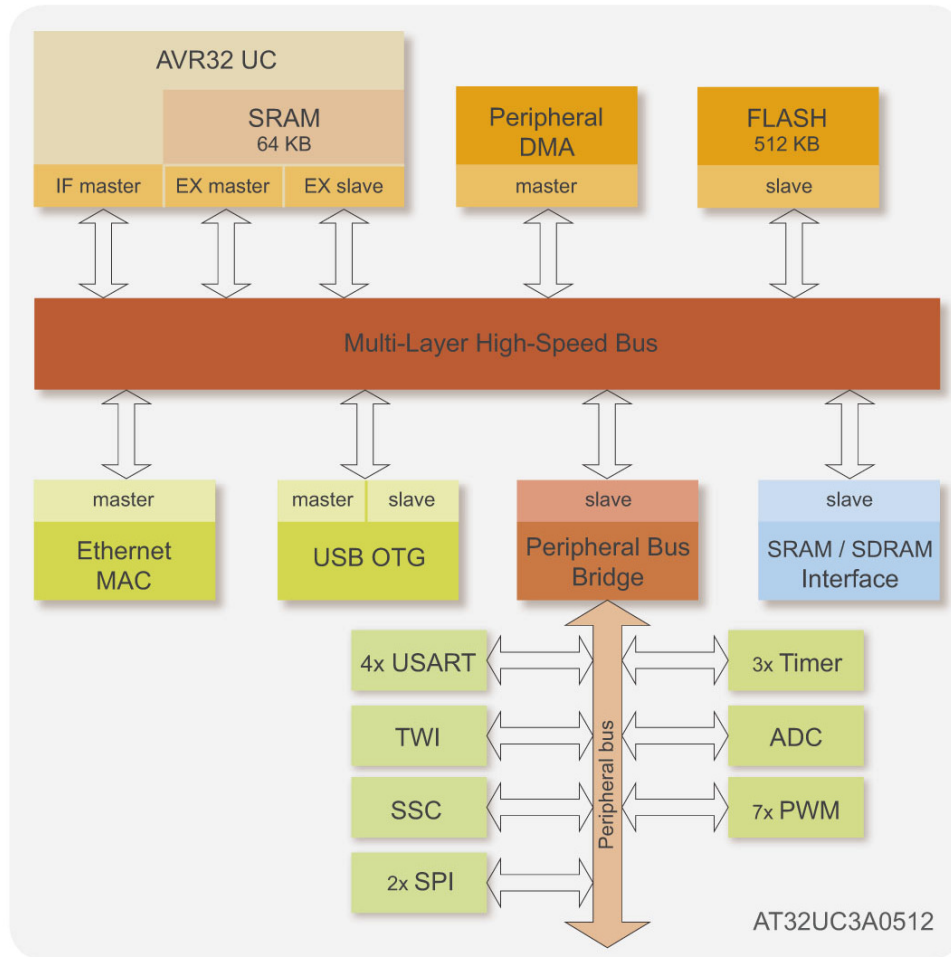 AVR32 UC
SRAM
64 KB
IF master
EX master
EX slave
Peripheral
DMA
master
FLASH
512 KB
slave
Multi-Layer High-Speed Bus
master
Ethernet
MAC
master
slave
USB OTG
slave
Peripheral Bus
Bridge
slave
SRAM / SDRAM
Interface
4x USART
TWI
SSC
2x SPI
Peripheral bus
3x Timer
ADC
7x PWM
AT32UC3A0512